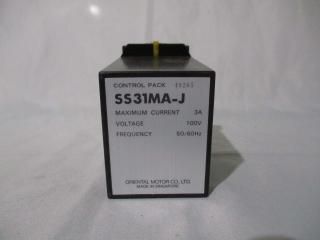 CONTROL PACK
SS31MA-J
MAXIMUM CURRENT 3A
VOLTAGE 100V
FREQUENCY 50/60Hz
ORIENTAL MOTOR CO., LTD.
MADE IN SINGAPORE